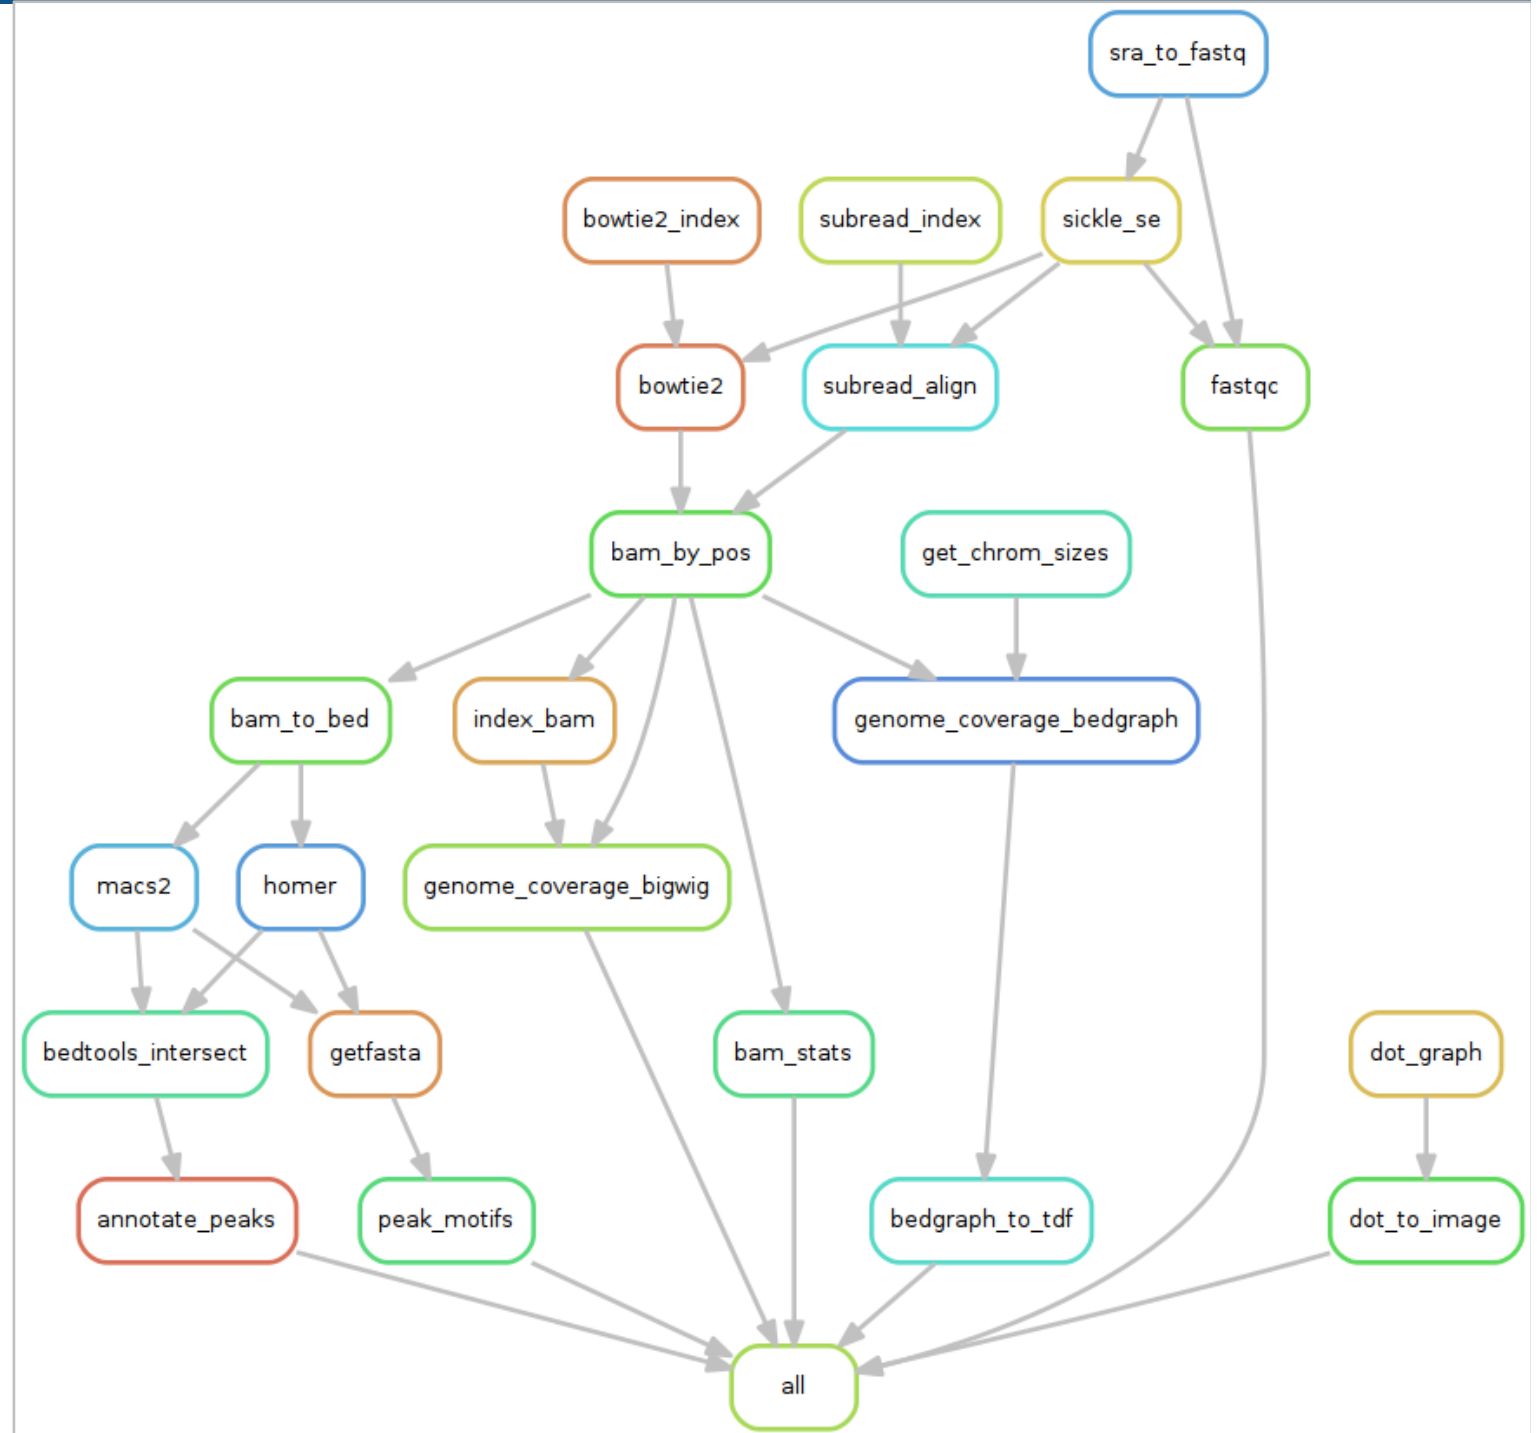 sra_to_fastq
bowtie2_index
subread_index
sickle_se
bowtie2
subread_align
fastqc
bam_by_pos
get_chrom_sizes
bam_to_bed
index_bam
genome_coverage_bedgraph
macs2
homer
genome_coverage_bigwig
bedtools_intersect
getfasta
bam_stats
dot_graph
annotate_peaks
peak_motifs
bedgraph_to_tdf
dot_to_image
all